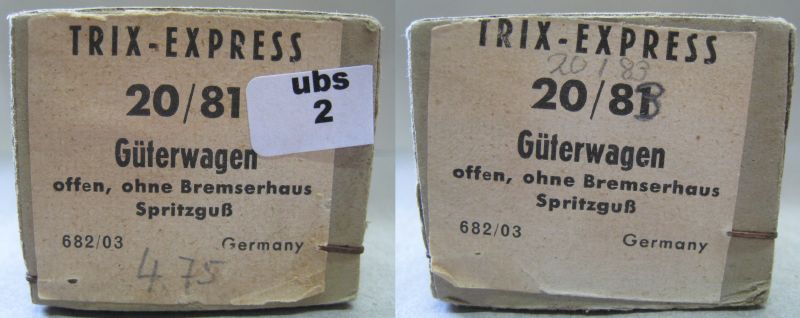 TRIX-EXPRESS
20/81
ubs
2
Güterwagen
offen, ohne Bremserhaus
Spritzguß
682/03 Germany
4.75
TRIX-EXPRESS
20/83
20/81B
Güterwagen
offen, ohne Bremserhaus
Spritzguß
682/03 Germany